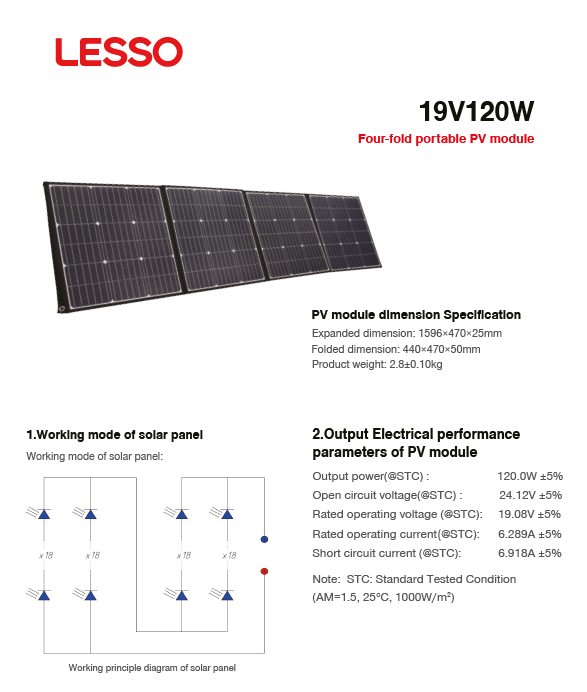 LESSO
19V120W
Four-fold portable PV module
PV module dimension Specification
Expanded dimension: 1596×470×25mm
Folded dimension: 440×470×50mm
Product weight: 2.8±0.10kg
1.Working mode of solar panel
Working mode of solar panel:
x 18 x 18 x 18 x 18
Working principle diagram of solar panel
2.Output Electrical performance
parameters of PV module
Output power(@STC) : 120.0W ±5%
Open circuit voltage(@STC) : 24.12V ±5%
Rated operating voltage (@STC): 19.08V ±5%
Rated operating current(@STC): 6.289A ±5%
Short circuit current (@STC): 6.918A ±5%
Note: STC: Standard Tested Condition
(AM=1.5, 25°C, 1000W/m²)